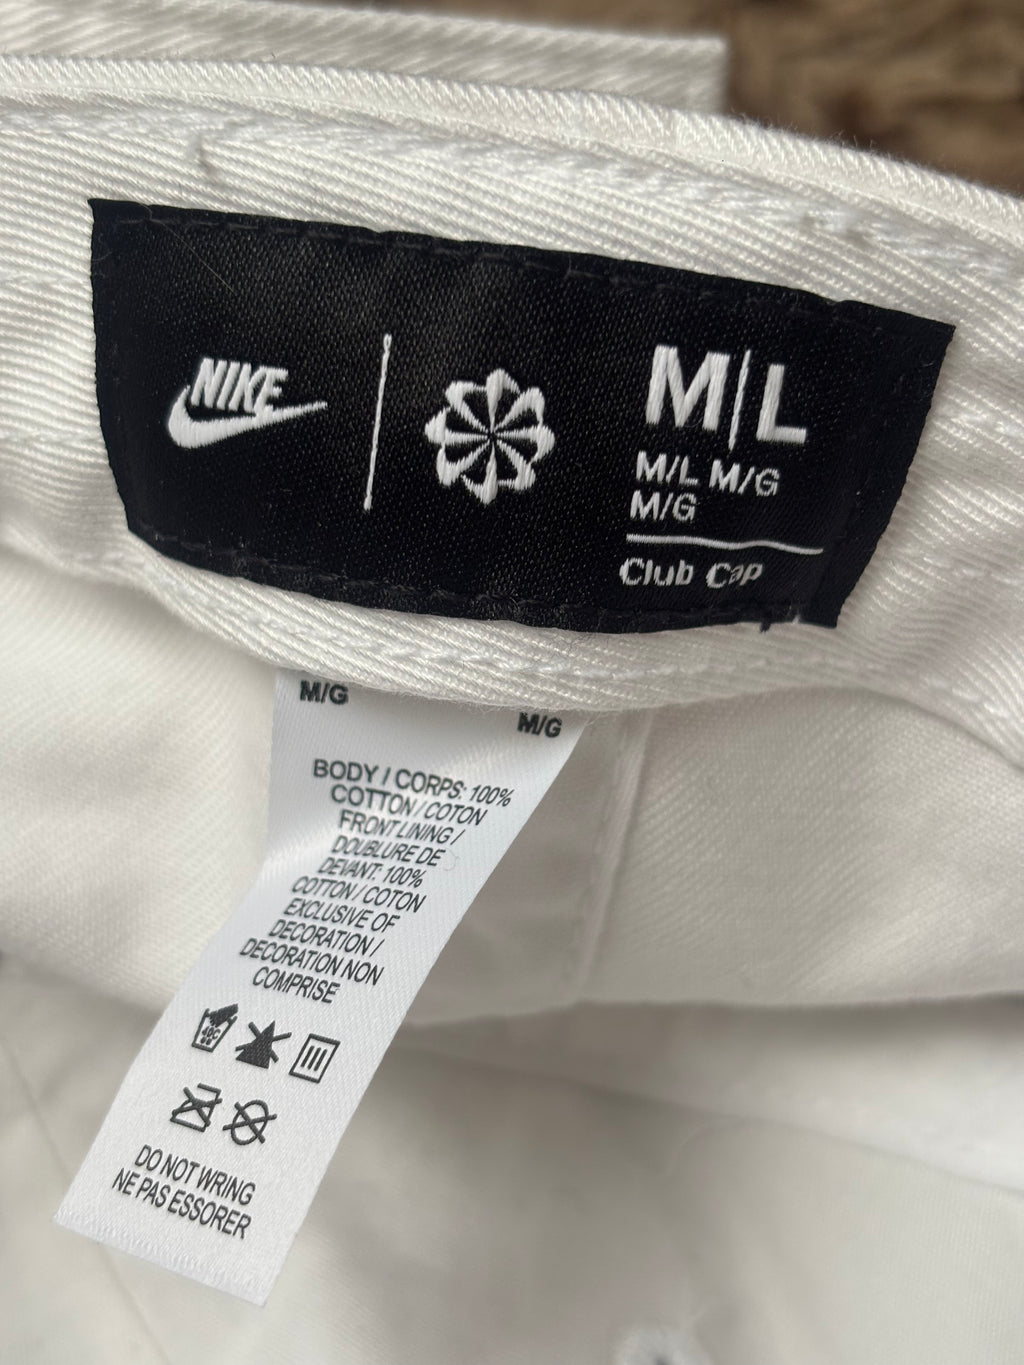 NIKE
M|L
M/L M/G
M/G
Club Cap
M/G
M/G
BODY / CORPS: 100%
COTTON / COTON
FRONT LINING /
DOUBLURE DE
DEVANT: 100%
COTTON / COTON
EXCLUSIVE OF
DECORATION /
DECORATION NON
COMPRISE
40C
DO NOT WRING
NE PAS ESSORER